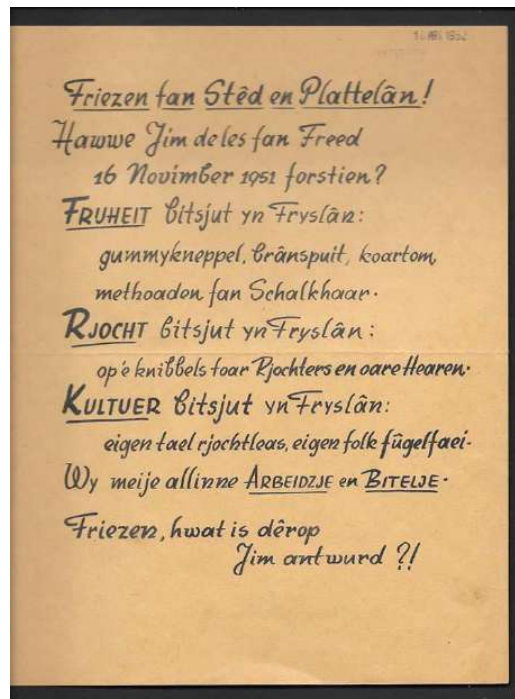 Friezen fan Stêd en Plattelân!
Hawwe Jim de les fan Freed
16 Novimber 1951 forstien?
FRUHEIT bitsjut yn Fryslân:
gummykneppel, brânspuit, koartom,
methoaden fan Schalkhaar.
RJOCHT bitsjut yn Fryslân:
op'e knibbels foar Rjochters en oare Hearen.
KULTUER bitsjut yn Fryslân:
eigen tael rjochtleas, eigen folk fûgelfaei.
Wy meije allinne ARBEIDZJE en BITELJE.
Friezen, hwat is dêrop
Jim antwurd ?!